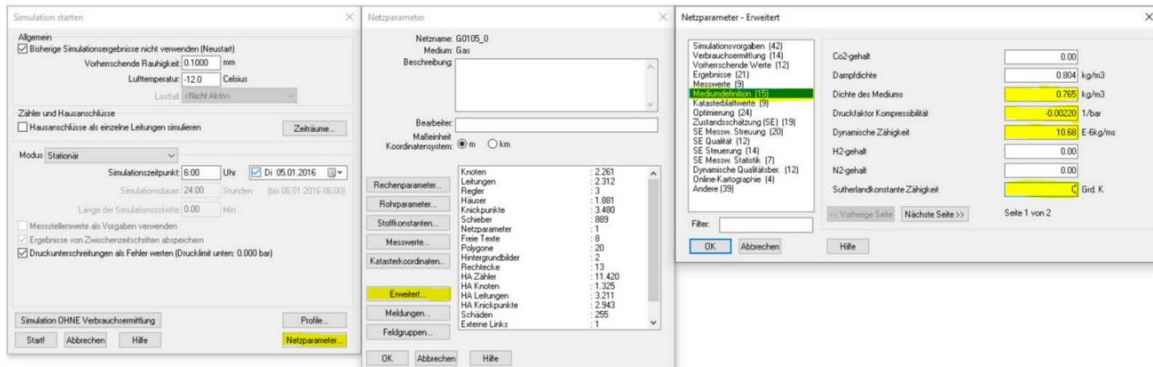 Simulation starten
Allgemein
Bisherige Simulationsergebnisse nicht verwenden (Neustart)
Vorherrschende Rauhigkeit: 0.1000 mm
Lufttemperatur: -12.0 Celsius
Lastfall: <Nicht Aktiv>
Zähler und Hausanschlüsse
Hausanschlüsse als einzelne Leitungen simulieren
Zeiträume...
Modus: Stationär
Simulationszeitpunkt: 6:00 Uhr Di 05.01.2016
Simulationsdauer: 24:00 Stunden (bis 06.01.2016 06:00)
Länge der Simulationsschritte: 0.00 Min
Messstellenwerte als Vorgaben verwenden
Ergebnisse von Zwischenzeitschritten abspeichern
Druckunterschreitungen als Fehler werten (Drucklimit unten: 0.000 bar)
Simulation OHNE Verbrauchsermittlung
Profile...
Start!
Abbrechen
Hilfe
Netzparameter...
Netzparameter
Netzname: G0105_0
Medium: Gas
Beschreibung:
Bearbeiter:
Maßeinheit
Koordinatensystem: m km
Rechenparameter...
Rohrparameter...
Stoffkonstanten...
Messwerte...
Katasterkoordinaten...
Erweitert...
Meldungen...
Feldgruppen...
Knoten : 2.261
Leitungen : 2.312
Regler : 3
Häuser : 1.881
Knickpunkte : 3.480
Schieber : 889
Netzparameter : 1
Freie Texte : 8
Polygone : 20
Hintergrundbilder : 2
Rechtecke : 13
HA Zähler : 11.420
HA Knoten : 1.325
HA Leitungen : 3.211
HA Knickpunkte : 2.943
Schäden : 255
Externe Links : 1
OK
Abbrechen
Hilfe
Netzparameter - Erweitert
Simulationsvorgaben (42)
Verbrauchsermittlung (14)
Vorherrschende Werte (12)
Ergebnisse (21)
Messwerte (9)
Mediumdefinition (15)
Katasterblattwerte (9)
Optimierung (24)
Zustandsschätzung (SE) (19)
SE Messw. Streuung (20)
SE Qualität (12)
SE Steuerung (14)
SE Messw. Statistik (7)
Dynamische Qualitätsber. (12)
Online-Kartographie (4)
Andere (39)
Filter:
OK
Abbrechen
Hilfe
Co2-gehalt 0.00
Dampfdichte 0.804 kg/m3
Dichte des Mediums 0.765 kg/m3
Druckfaktor Kompressibilität -0.00220 1/bar
Dynamische Zähigkeit 10.68 E-6kg/ms
H2-gehalt 0.00
N2-gehalt 0.00
Sutherlandkonstante Zähigkeit Grd. K
<< Vorherige Seite
Nächste Seite >>
Seite 1 von 2